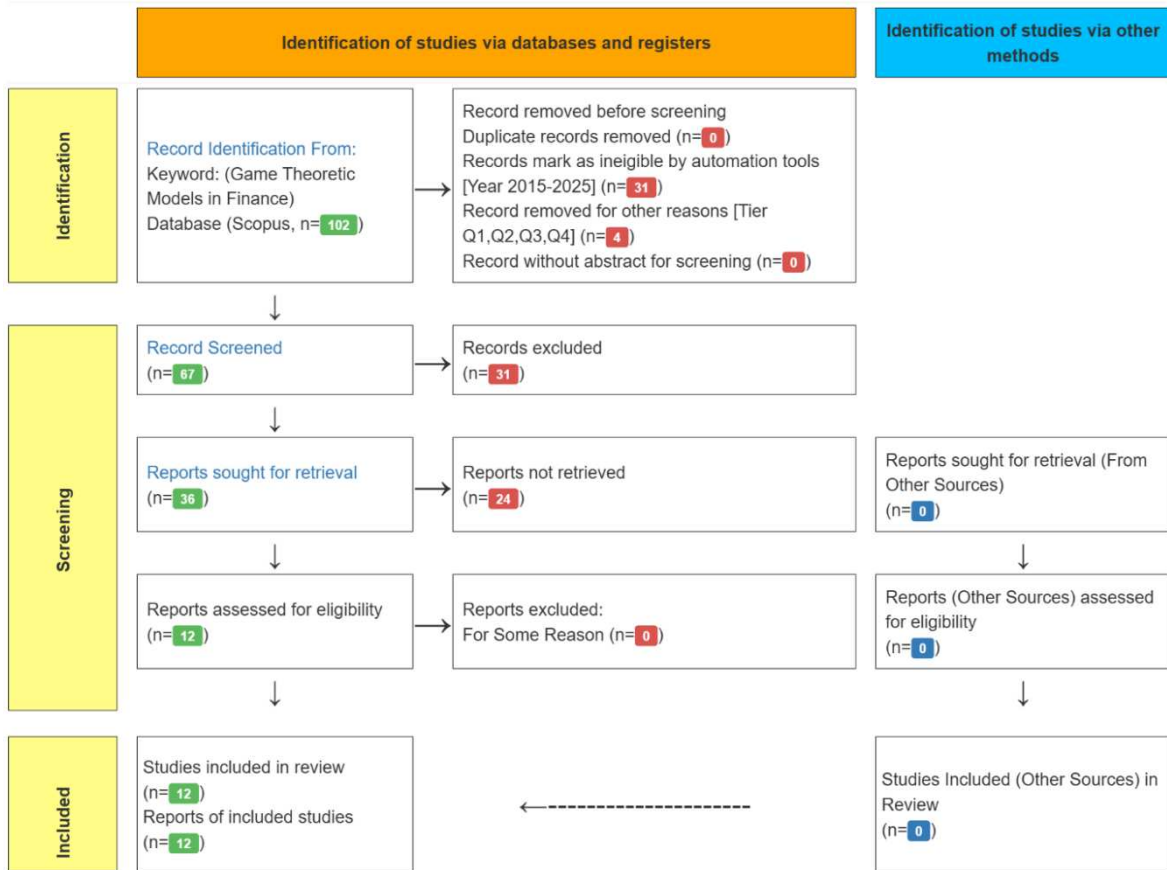 Identification of studies via databases and registers
Identification of studies via other
methods
Identification
Record Identification From:
Keyword: (Game Theoretic
Models in Finance)
Database (Scopus, n=102)
Record removed before screening
Duplicate records removed (n=0)
Records mark as ineigible by automation tools
[Year 2015-2025] (n=31)
Record removed for other reasons [Tier
Q1,Q2,Q3,Q4] (n=4)
Record without abstract for screening (n=0)
Screening
Record Screened
(n=67)
Records excluded
(n=31)
Reports sought for retrieval
(n=36)
Reports not retrieved
(n=24)
Reports sought for retrieval (From
Other Sources)
(n=0)
Reports assessed for eligibility
(n=12)
Reports excluded:
For Some Reason (n=0)
Reports (Other Sources) assessed
for eligibility
(n=0)
Included
Studies included in review
(n=12)
Reports of included studies
(n=12)
Studies Included (Other Sources) in
Review
(n=0)